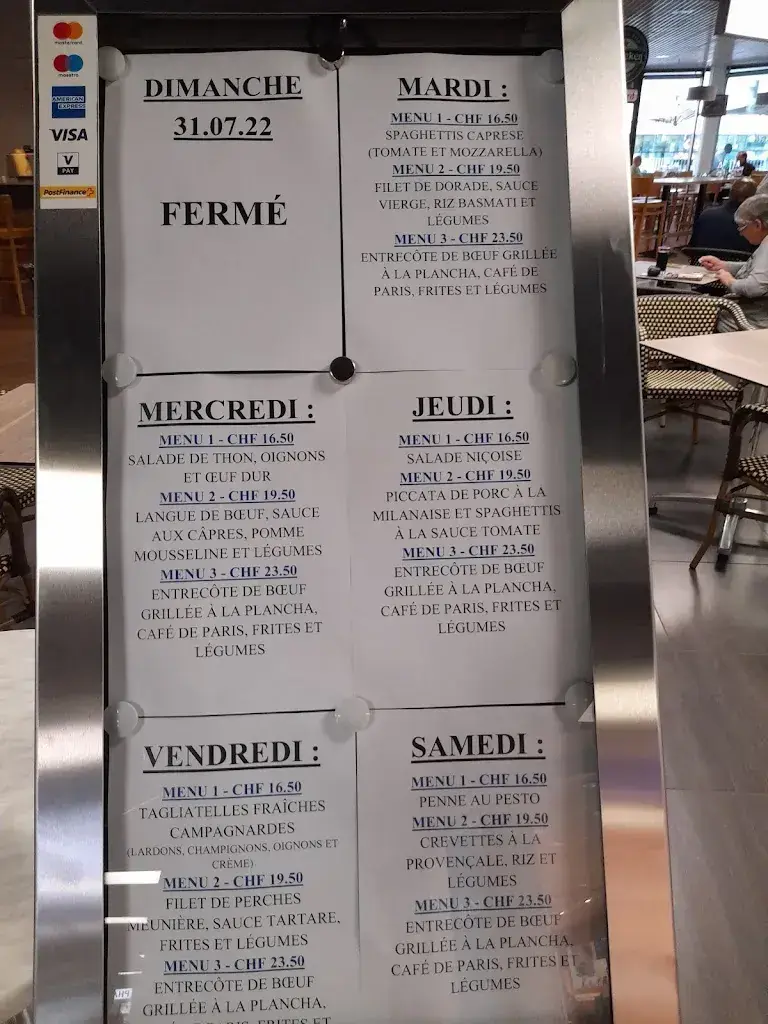 mastercard
maestro
AMERICAN
EXPRESS
VISA
V
PAY
PostFinance
DIMANCHE
31.07.22
FERMÉ
MARDI :
MENU 1 - CHF 16.50
SPAGHETTIS CAPRESE
(TOMATE ET MOZZARELLA)
MENU 2 - CHF 19.50
FILET DE DORADE, SAUCE
VIERGE, RIZ BASMATI ET
LÉGUMES
MENU 3 - CHF 23.50
ENTRECÔTE DE BŒUF GRILLÉE
À LA PLANCHA, CAFÉ DE
PARIS, FRITES ET LÉGUMES
MERCREDI :
MENU 1 - CHF 16.50
SALADE DE THON, OIGNONS
ET ŒUF DUR
MENU 2 - CHF 19.50
LANGUE DE BŒUF, SAUCE
AUX CÂPRES, POMME
MOUSSELINE ET LÉGUMES
MENU 3 - CHF 23.50
ENTRECÔTE DE BŒUF
GRILLÉE À LA PLANCHA,
CAFÉ DE PARIS, FRITES ET
LÉGUMES
JEUDI :
MENU 1 - CHF 16.50
SALADE NIÇOISE
MENU 2 - CHF 19.50
PICCATA DE PORC À LA
MILANAISE ET SPAGHETTIS
À LA SAUCE TOMATE
MENU 3 - CHF 23.50
ENTRECÔTE DE BŒUF
GRILLÉE À LA PLANCHA,
CAFÉ DE PARIS, FRITES ET
LÉGUMES
VENDREDI :
MENU 1 - CHF 16.50
TAGLIATELLES FRAÎCHES
CAMPAGNARDES
(LARDONS, CHAMPIGNONS, OIGNONS ET
CRÈME)
MENU 2 - CHF 19.50
FILET DE PERCHES
MEUNIÈRE, SAUCE TARTARE,
FRITES ET LÉGUMES
MENU 3 - CHF 23.50
ENTRECÔTE DE BŒUF
GRILLÉE À LA PLANCHA,
CAFÉ DE PARIS, FRITES ET
SAMEDI :
MENU 1 - CHF 16.50
PENNE AU PESTO
MENU 2 - CHF 19.50
CREVETTES À LA
PROVENÇALE, RIZ ET
LÉGUMES
MENU 3 - CHF 23.50
ENTRECÔTE DE BŒUF
GRILLÉE À LA PLANCHA,
CAFÉ DE PARIS, FRITES ET
LÉGUMES